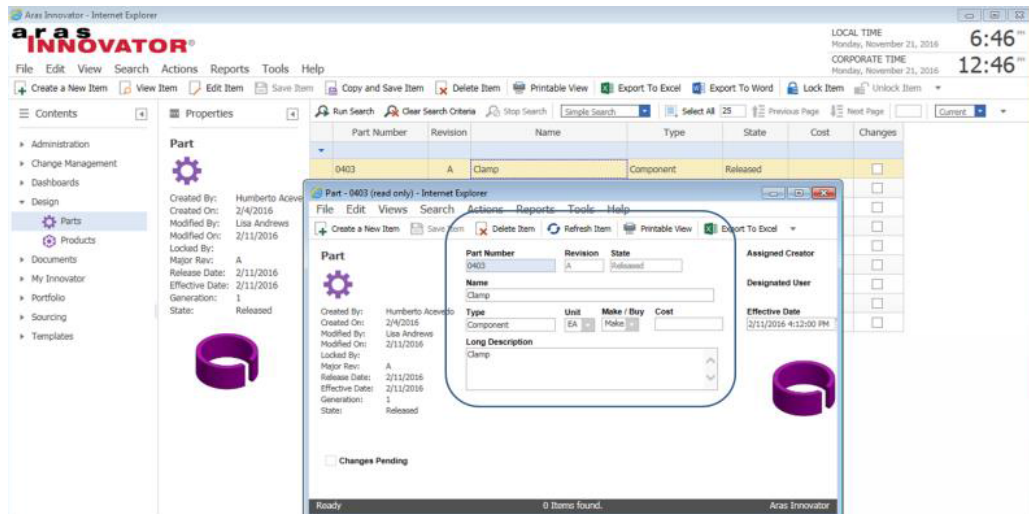 Aras Innovator - Internet Explorer
aras
INNOVATOR®
LOCAL TIME
Monday, November 21, 2016
6:46
CORPORATE TIME
Monday, November 21, 2016
12:46
File Edit View Search Actions Reports Tools Help
Create a New Item View Item Edit Item Save Item Copy and Save Item Delete Item Printable View Export To Excel Export To Word Lock Item Unlock Item
Contents
Administration
Change Management
Dashboards
Design
Parts
Products
Documents
My Innovator
Portfolio
Sourcing
Templates
Properties
Part
Created By: Humberto Aceve
Created On: 2/4/2016
Modified By: Lisa Andrews
Modified On: 2/11/2016
Locked By:
Major Rev: A
Release Date: 2/11/2016
Effective Date: 2/11/2016
Generation: 1
State: Released
Run Search Clear Search Criteria Stop Search Simple Search Select All 25 Previous Page Next Page Current
Part Number Revision Name Type State Cost Changes
0403 A Clamp Component Released
Part - 0403 (read only) - Internet Explorer
File Edit Views Search Actions Reports Tools Help
Create a New Item Save Item Delete Item Refresh Item Printable View Export To Excel
Part
Created By: Humberto Acevedo
Created On: 2/4/2016
Modified By: Lisa Andrews
Modified On: 2/11/2016
Locked By:
Major Rev: A
Release Date: 2/11/2016
Effective Date: 2/11/2016
Generation: 1
State: Released
Part Number Revision State
0403 A Released
Name
Clamp
Type Unit Make / Buy Cost
Component EA Make
Long Description
Clamp
Assigned Creator
Designated User
Effective Date
2/11/2016 4:12:00 PM
Changes Pending
Ready 0 Items found. Aras Innovator